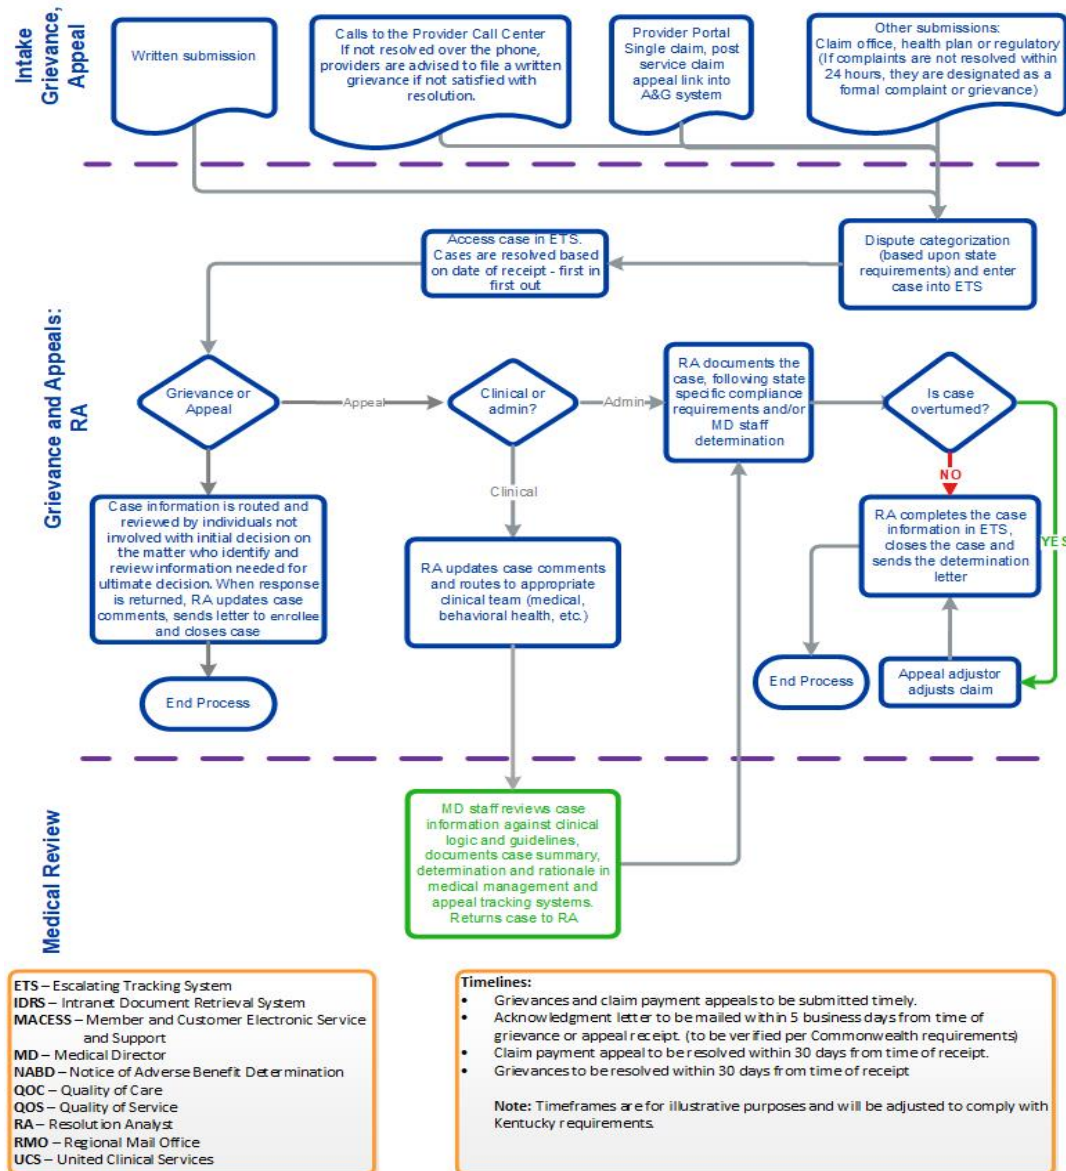 Intake
Grievance,
Appeal
Written submission
Calls to the Provider Call Center
If not resolved over the phone,
providers are advised to file a written
grievance if not satisfied with
resolution.
Provider Portal
Single claim, post
service claim
appeal link into
A&G system
Other submissions:
Claim office, health plan or regulatory
(If complaints are not resolved within
24 hours, they are designated as a
formal complaint or grievance)
Grievance and Appeals:
RA
Access case in ETS.
Cases are resolved based
on date of receipt - first in
first out
Dispute categorization
(based upon state
requirements) and enter
case into ETS
Grievance or
Appeal
Appeal
Clinical or
admin?
Admin
RA documents the
case, following state
specific compliance
requirements and/or
MD staff
determination
Is case
overturned?
NO
YES
Clinical
Case information is routed and
reviewed by individuals not
involved with initial decision on
the matter who identify and
review information needed for
ultimate decision. When response
is returned, RA updates case
comments, sends letter to enrollee
and closes case
RA updates case comments
and routes to appropriate
clinical team (medical,
behavioral health, etc.)
RA completes the case
information in ETS,
closes the case and
sends the determination
letter
End Process
End Process
Appeal adjustor
adjusts claim
Medical Review
MD staff reviews case
information against clinical
logic and guidelines,
documents case summary,
determination and rationale in
medical management and
appeal tracking systems.
Returns case to RA
ETS – Escalating Tracking System
IDRS – Intranet Document Retrieval System
MACESS – Member and Customer Electronic Service
and Support
MD – Medical Director
NABD – Notice of Adverse Benefit Determination
QOC – Quality of Care
QOS – Quality of Service
RA – Resolution Analyst
RMO – Regional Mail Office
UCS – United Clinical Services
Timelines:
• Grievances and claim payment appeals to be submitted timely.
• Acknowledgment letter to be mailed within 5 business days from time of
grievance or appeal receipt. (to be verified per Commonwealth requirements)
• Claim payment appeal to be resolved within 30 days from time of receipt.
• Grievances to be resolved within 30 days from time of receipt
Note: Timeframes are for illustrative purposes and will be adjusted to comply with
Kentucky requirements.